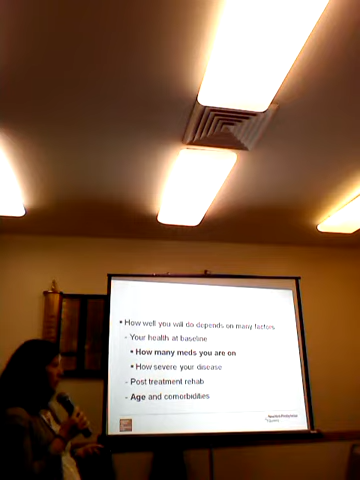 • How well you will do depends on many factors
- Your health at baseline
• How many meds you are on
• How severe your disease
- Post treatment rehab
- Age and comorbidities